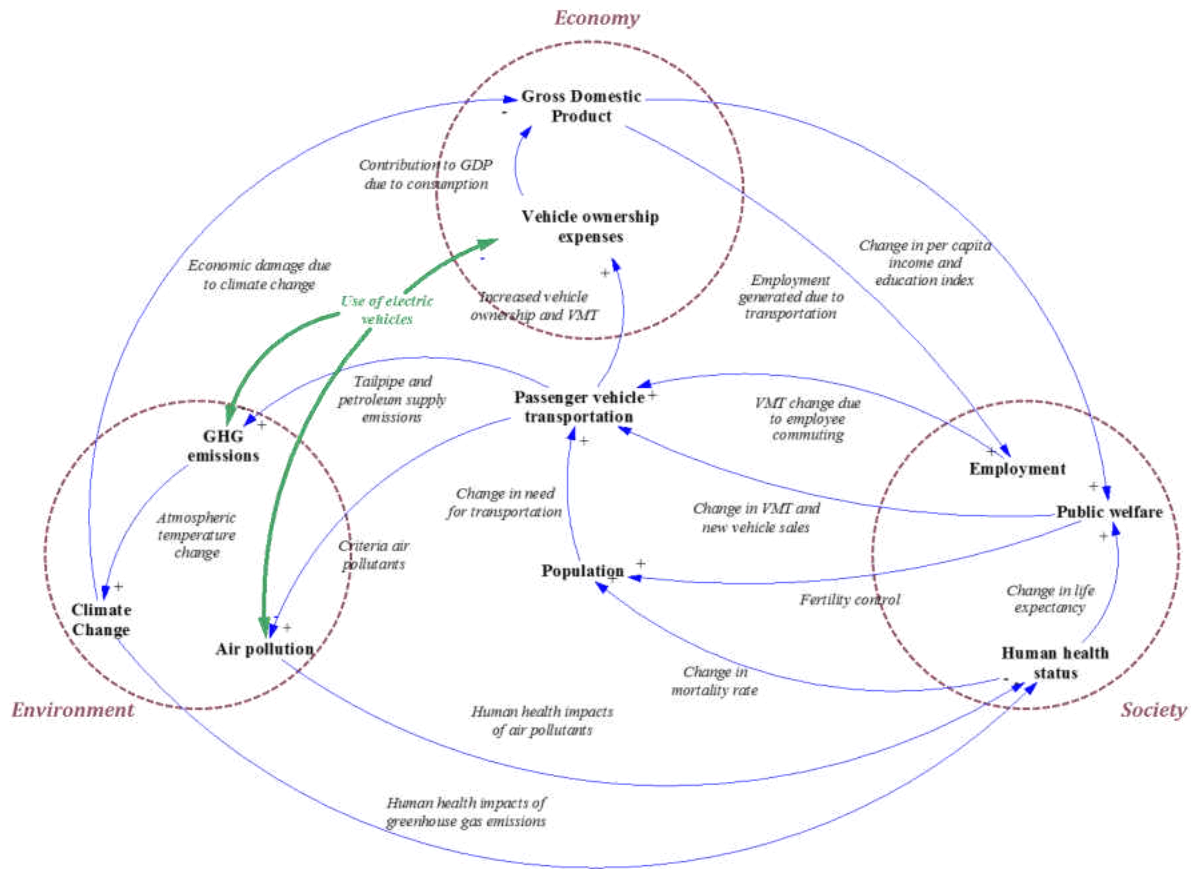 Economy
Gross Domestic
Product
-
Contribution to GDP
due to consumption
Vehicle ownership
expenses
-
+
Economic damage due
to climate change
Use of electric
vehicles
Increased vehicle
ownership and VMT
Employment
generated due to
transportation
Change in per capita
income and
education index
Tailpipe and
petroleum supply
emissions
Passenger vehicle
transportation
+
+
VMT change due
to employee
commuting
GHG
emissions
+
Employment
+
Atmospheric
temperature
change
Change in need
for transportation
Change in VMT and
new vehicle sales
Public welfare
+
+
Criteria air
pollutants
Population
+
+
Fertility control
Change in life
expectancy
Climate
Change
+
Air pollution
-
+
Human health
status
-
-
Change in
mortality rate
Environment
Society
Human health impacts
of air pollutants
Human health impacts of
greenhouse gas emissions